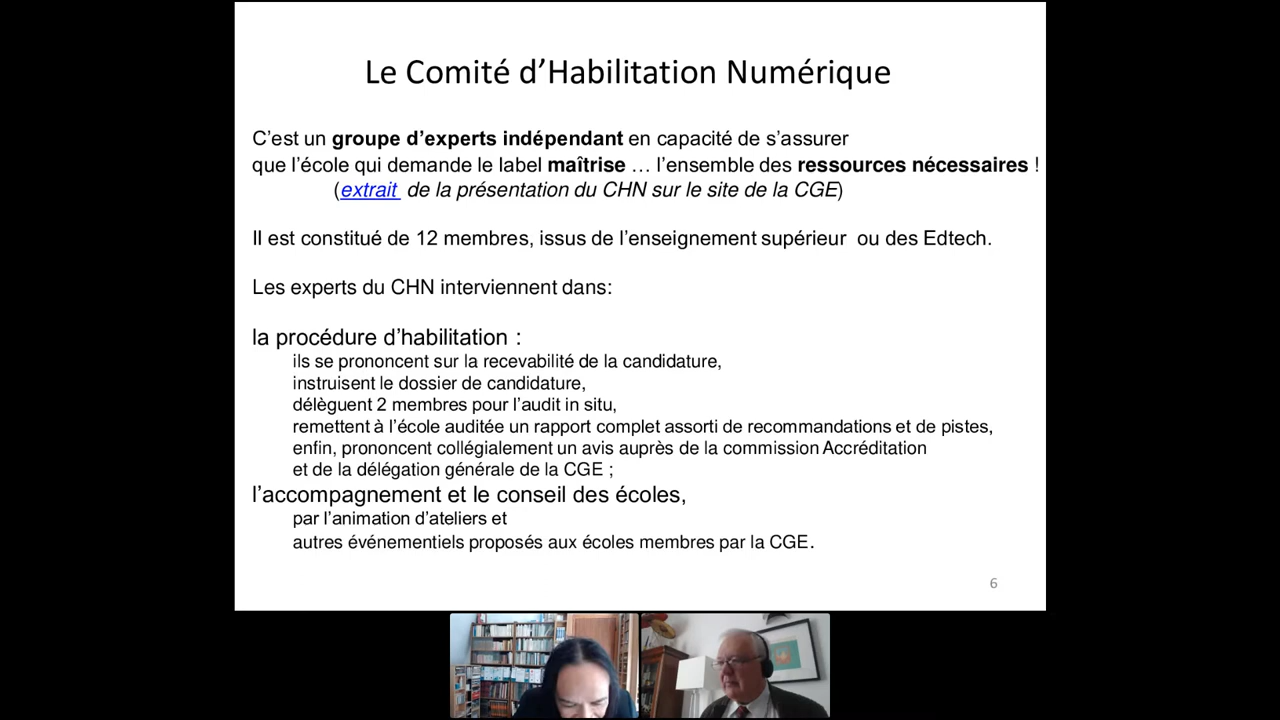 Le Comité d’Habilitation Numérique
C’est un groupe d’experts indépendant en capacité de s’assurer
que l’école qui demande le label maîtrise … l’ensemble des ressources nécessaires !
(extrait de la présentation du CHN sur le site de la CGE)
Il est constitué de 12 membres, issus de l’enseignement supérieur ou des Edtech.
Les experts du CHN interviennent dans:
la procédure d’habilitation :
ils se prononcent sur la recevabilité de la candidature,
instruisent le dossier de candidature,
délèguent 2 membres pour l’audit in situ,
remettent à l’école auditée un rapport complet assorti de recommandations et de pistes,
enfin, prononcent collégialement un avis auprès de la commission Accréditation
et de la délégation générale de la CGE ;
l’accompagnement et le conseil des écoles,
par l’animation d’ateliers et
autres événementiels proposés aux écoles membres par la CGE.
6